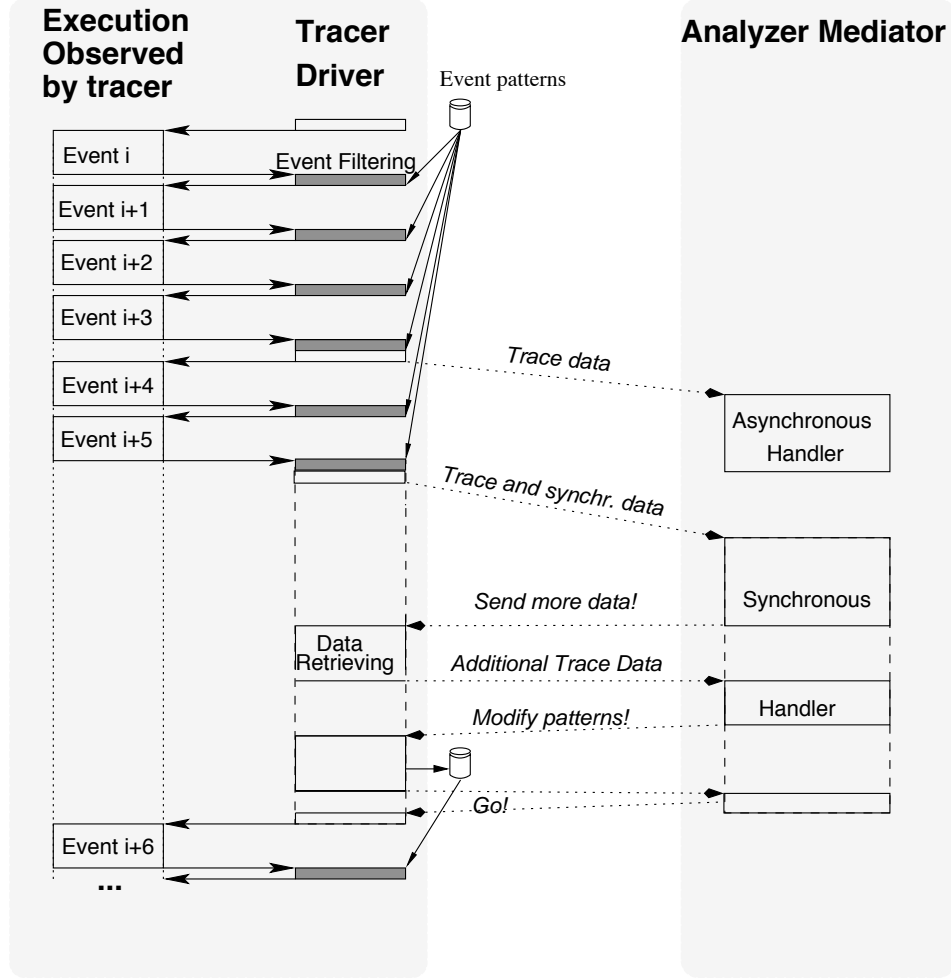 Execution
Observed
by tracer
Tracer
Driver
Analyzer Mediator
Event patterns
Event i
Event Filtering
Event i+1
Event i+2
Event i+3
Trace data
Event i+4
Asynchronous
Handler
Event i+5
Trace and synchr. data
Send more data!
Synchronous
Data
Retrieving
Additional Trace Data
Handler
Modify patterns!
Go!
Event i+6
...